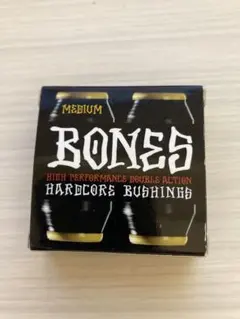 MEDIUM
BONES
HIGH PERFORMANCE DOUBLE ACTION
HARDCORE BUSHINGS